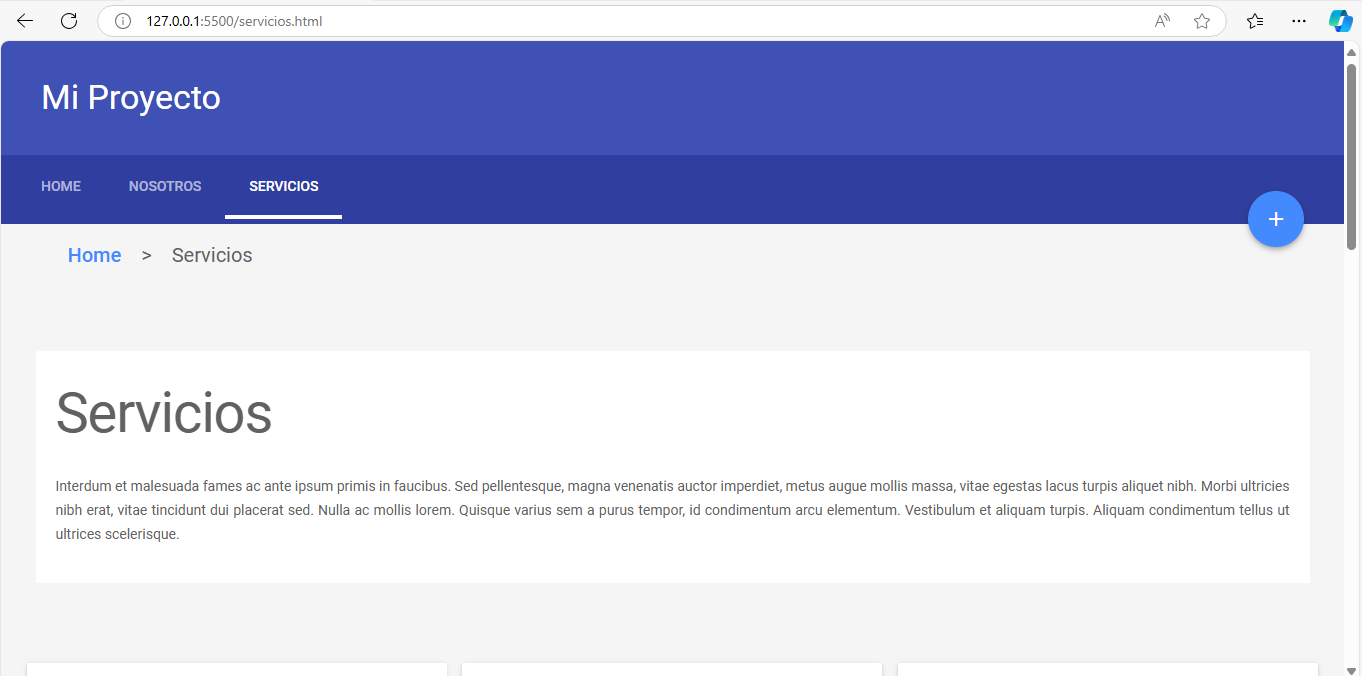 127.0.0.1:5500/servicios.html
Mi Proyecto
HOME NOSOTROS SERVICIOS
+
Home > Servicios
Servicios
Interdum et malesuada fames ac ante ipsum primis in faucibus. Sed pellentesque, magna venenatis auctor imperdiet, metus augue mollis massa, vitae egestas lacus turpis aliquet nibh. Morbi ultricies
nibh erat, vitae tincidunt dui placerat sed. Nulla ac mollis lorem. Quisque varius sem a purus tempor, id condimentum arcu elementum. Vestibulum et aliquam turpis. Aliquam condimentum tellus ut
ultrices scelerisque.